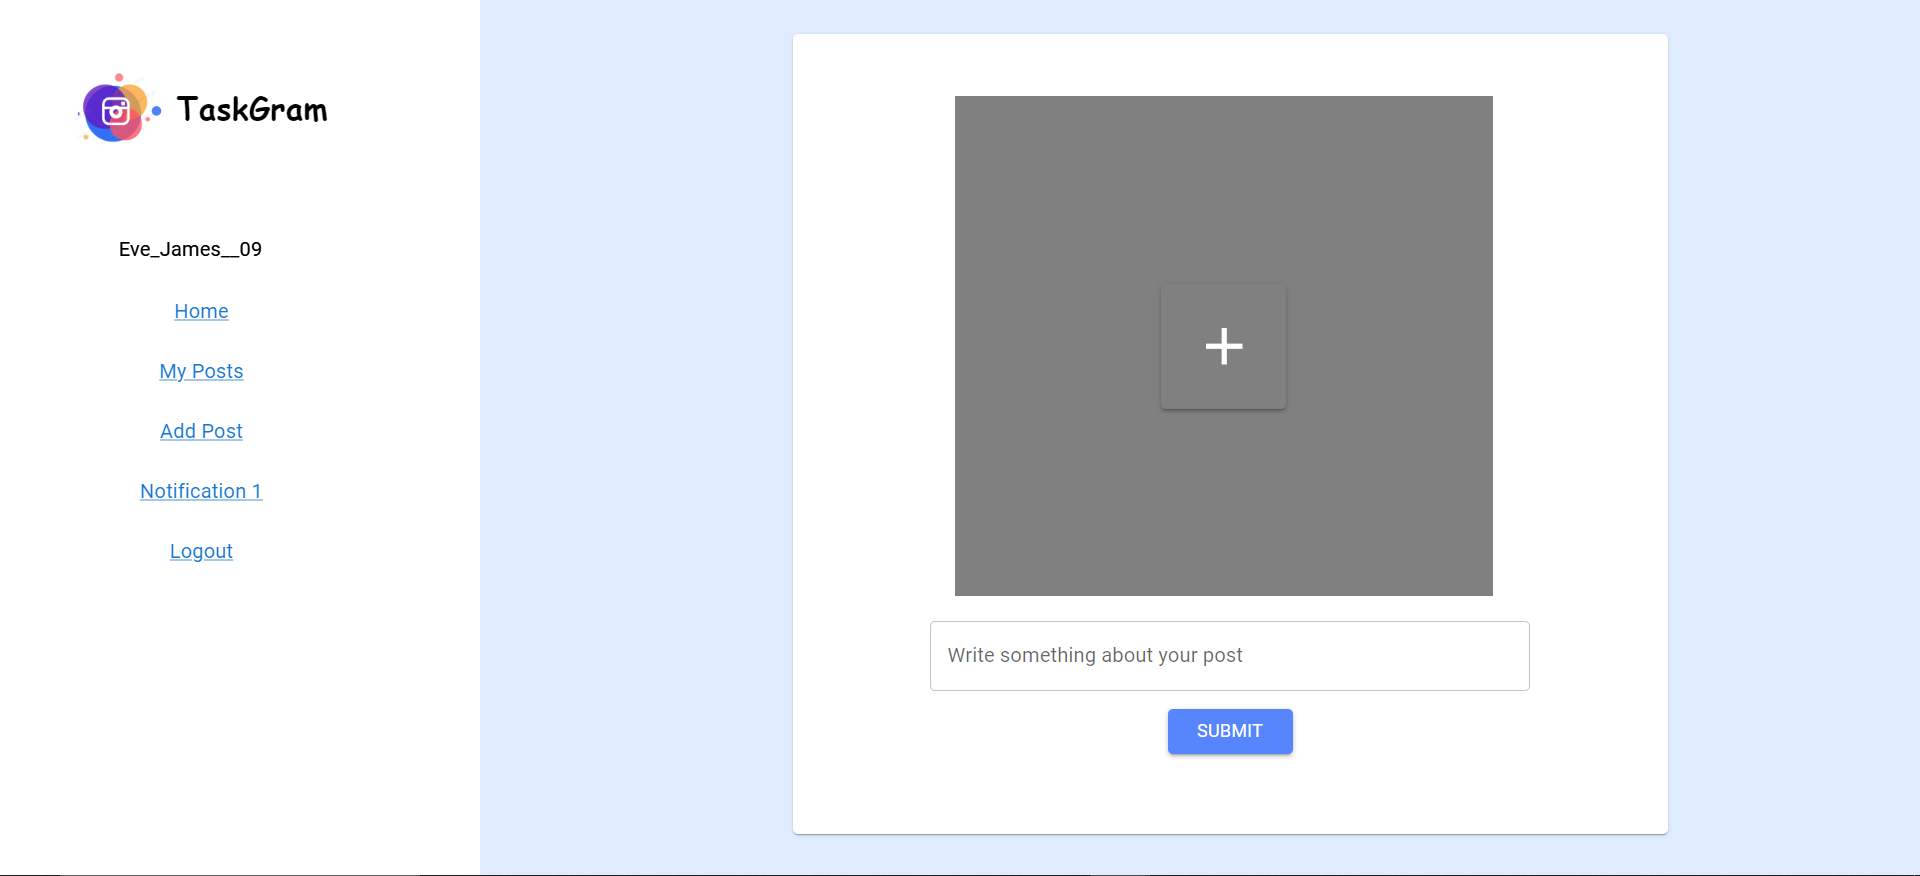 TaskGram
Eve_James__09
Home
My Posts
Add Post
Notification 1
Logout
Write something about your post
SUBMIT